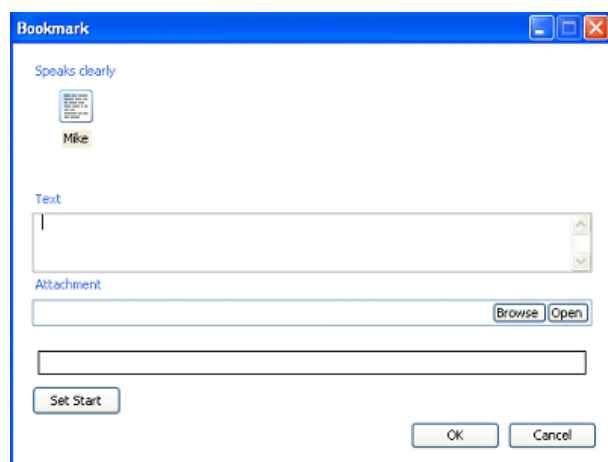 Bookmark
Speaks clearly
Mike
Text
Attachment
Browse Open
Set Start
OK Cancel